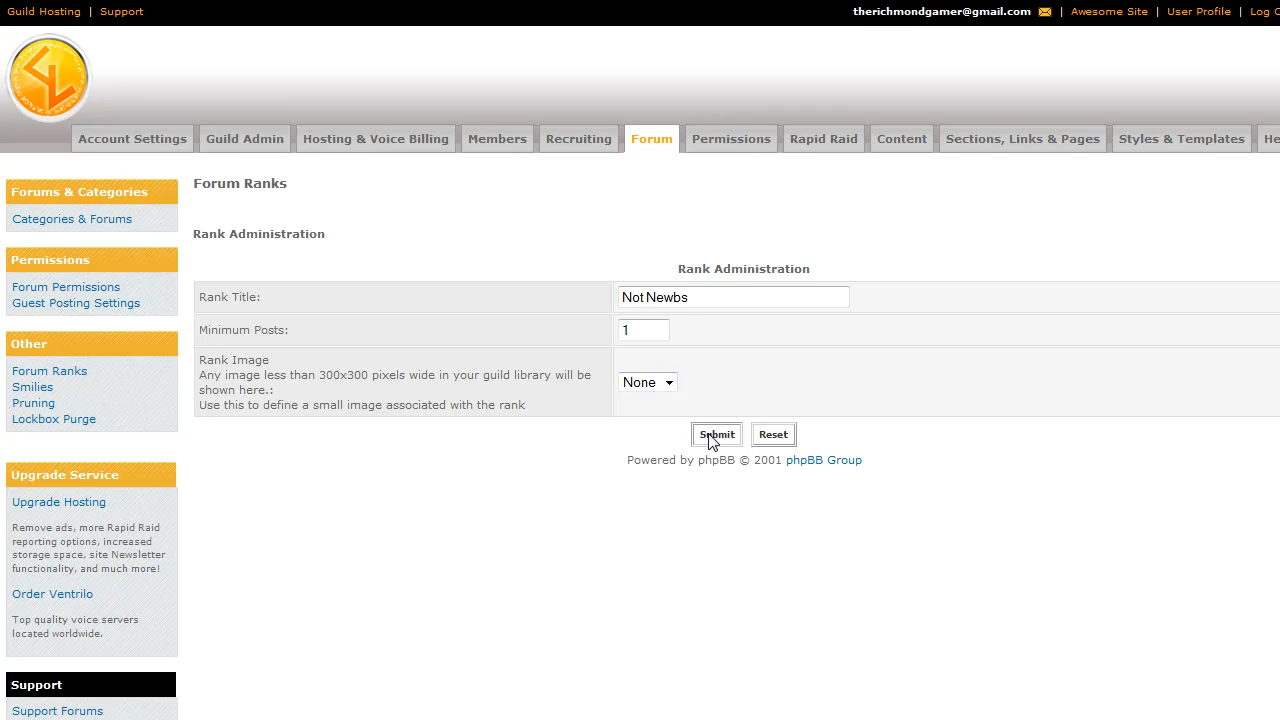 Guild Hosting | Support
therichmondgamer@gmail.com | Awesome Site | User Profile | Log
Account Settings Guild Admin Hosting & Voice Billing Members Recruiting Forum Permissions Rapid Raid Content Sections, Links & Pages Styles & Templates
Forums & Categories
Categories & Forums
Permissions
Forum Permissions
Guest Posting Settings
Other
Forum Ranks
Smilies
Pruning
Lockbox Purge
Upgrade Service
Upgrade Hosting
Remove ads, more Rapid Raid
reporting options, increased
storage space, site Newsletter
functionality, and much more!
Order Ventrilo
Top quality voice servers
located worldwide.
Support
Support Forums
Forum Ranks
Rank Administration
Rank Administration
Rank Title: Not Newbs
Minimum Posts: 1
Rank Image
Any image less than 300x300 pixels wide in your guild library will be
shown here.:
Use this to define a small image associated with the rank
None
Submit Reset
Powered by phpBB © 2001 phpBB Group